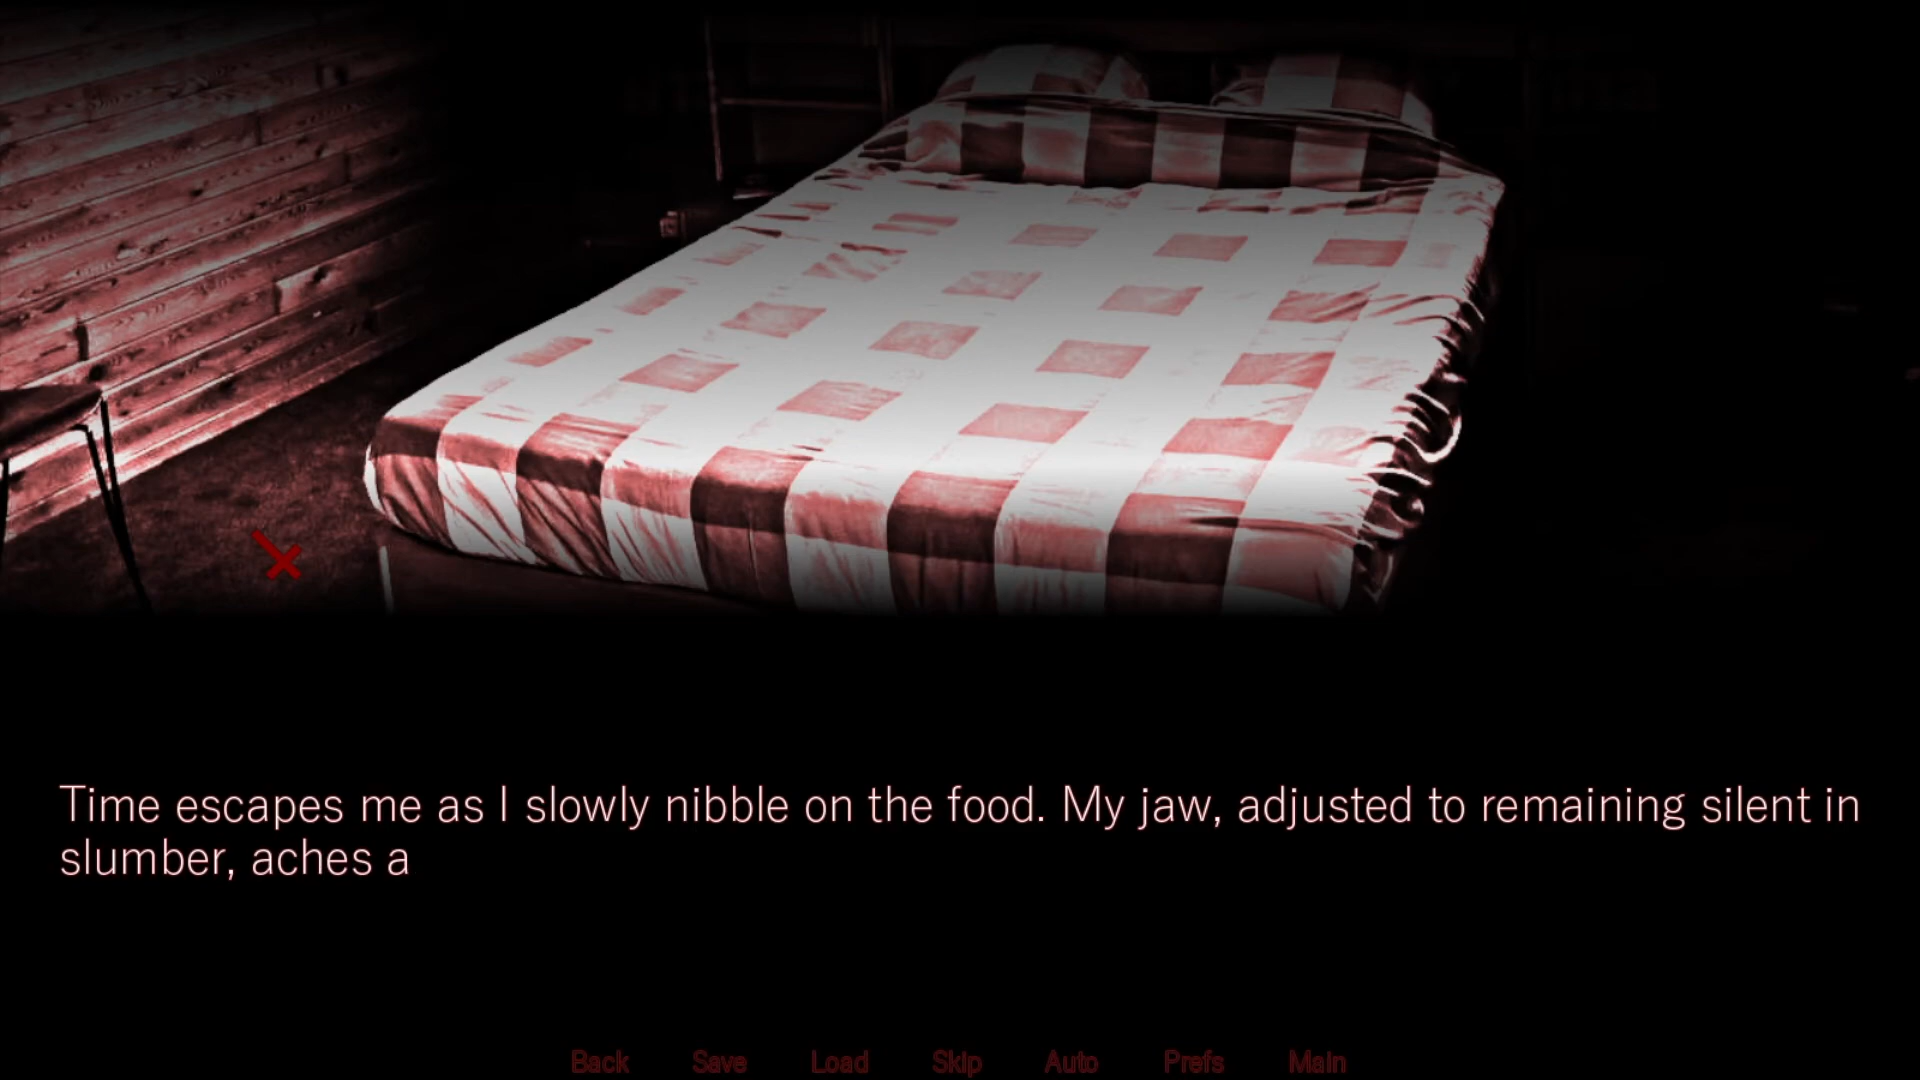 Time escapes me as I slowly nibble on the food. My jaw, adjusted to remaining silent in
slumber, aches a
Back Save Load Skip Auto Prefs Main